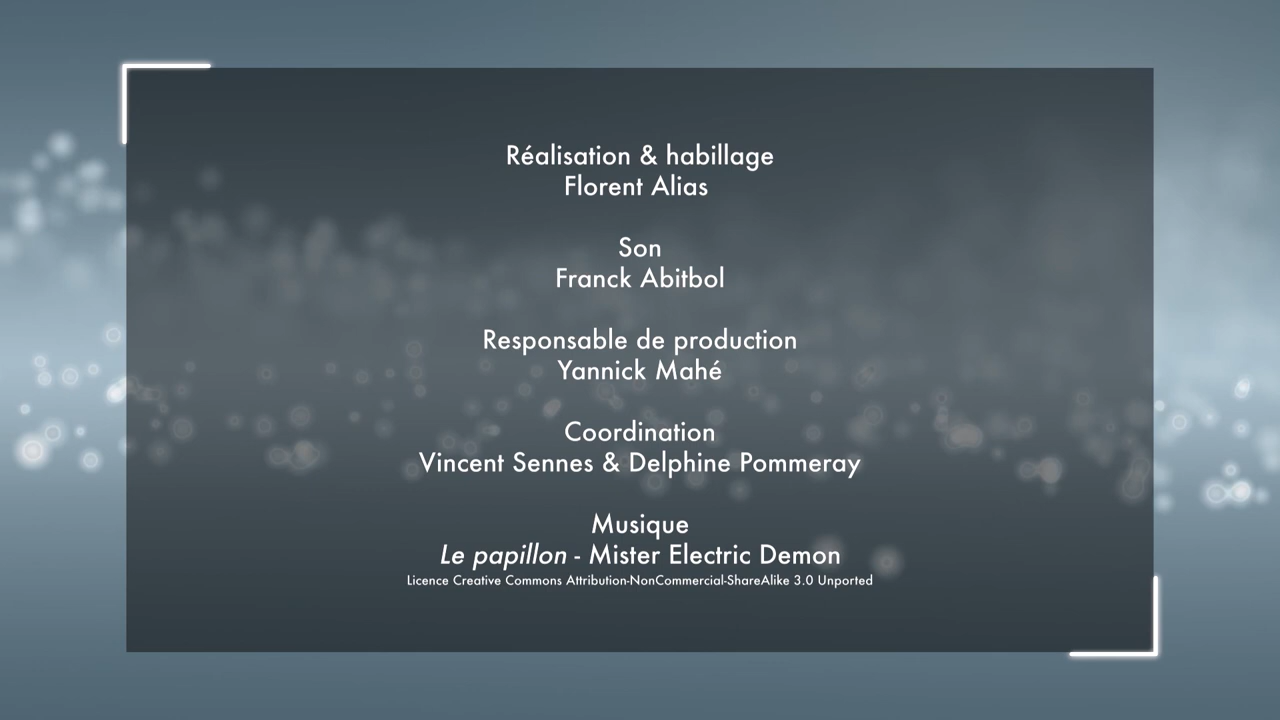 Réalisation & habillage
Florent Alias
Son
Franck Abitbol
Responsable de production
Yannick Mahé
Coordination
Vincent Sennes & Delphine Pommeray
Musique
Le papillon - Mister Electric Demon
Licence Creative Commons Attribution-NonCommercial-ShareAlike 3.0 Unported